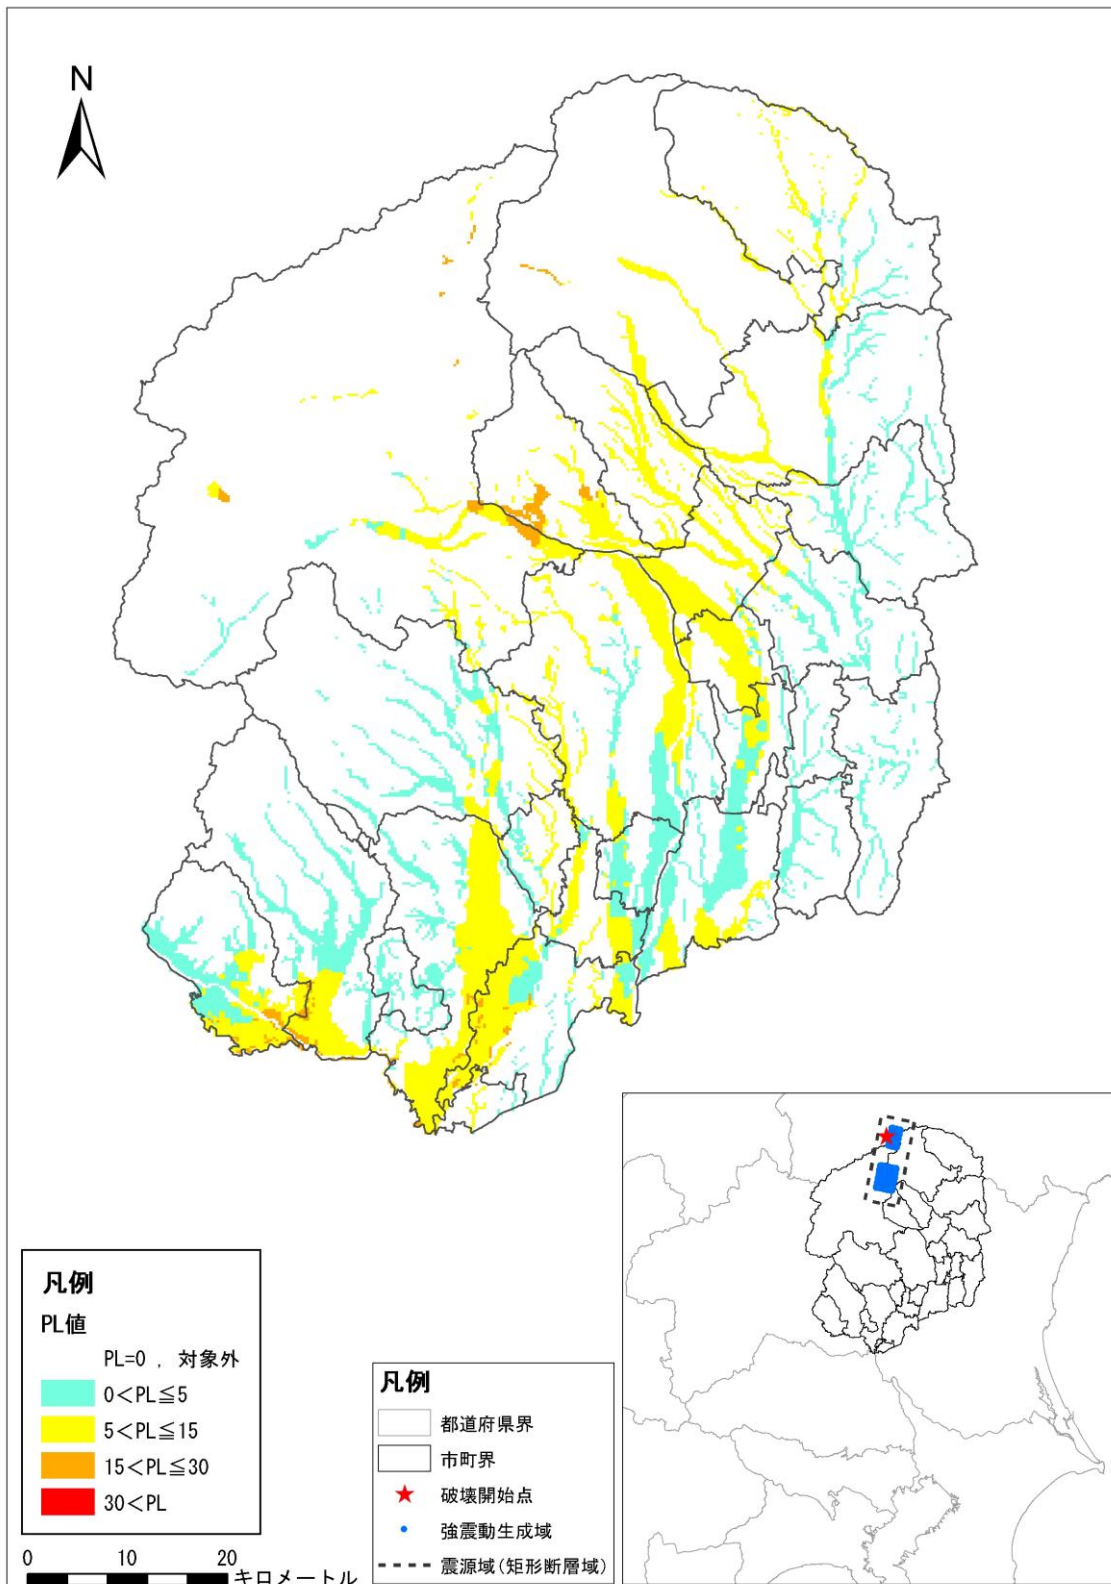 N
凡例
PL値
PL=0 , 対象外
0<PL≦5
5<PL≦15
15<PL≦30
30<PL
0 10 20
キロメートル
凡例
都道府県界
市町界
破壊開始点
強震動生成域
震源域(矩形断層域)